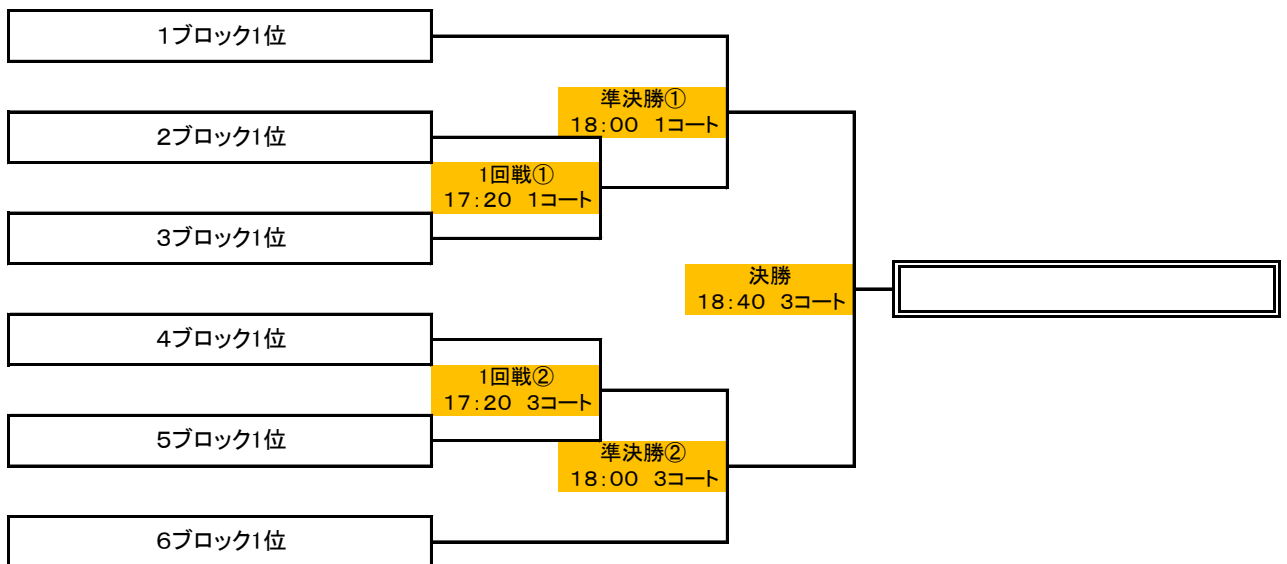 １ブロック1位
準決勝①
１８：００　１コート
２ブロック1位
1回戦①
１７：２０　１コート
３ブロック1位
決勝
１８：４０　３コート
４ブロック1位
1回戦②
１７：２０　３コート
５ブロック1位
準決勝②
１８：００　３コート
６ブロック1位